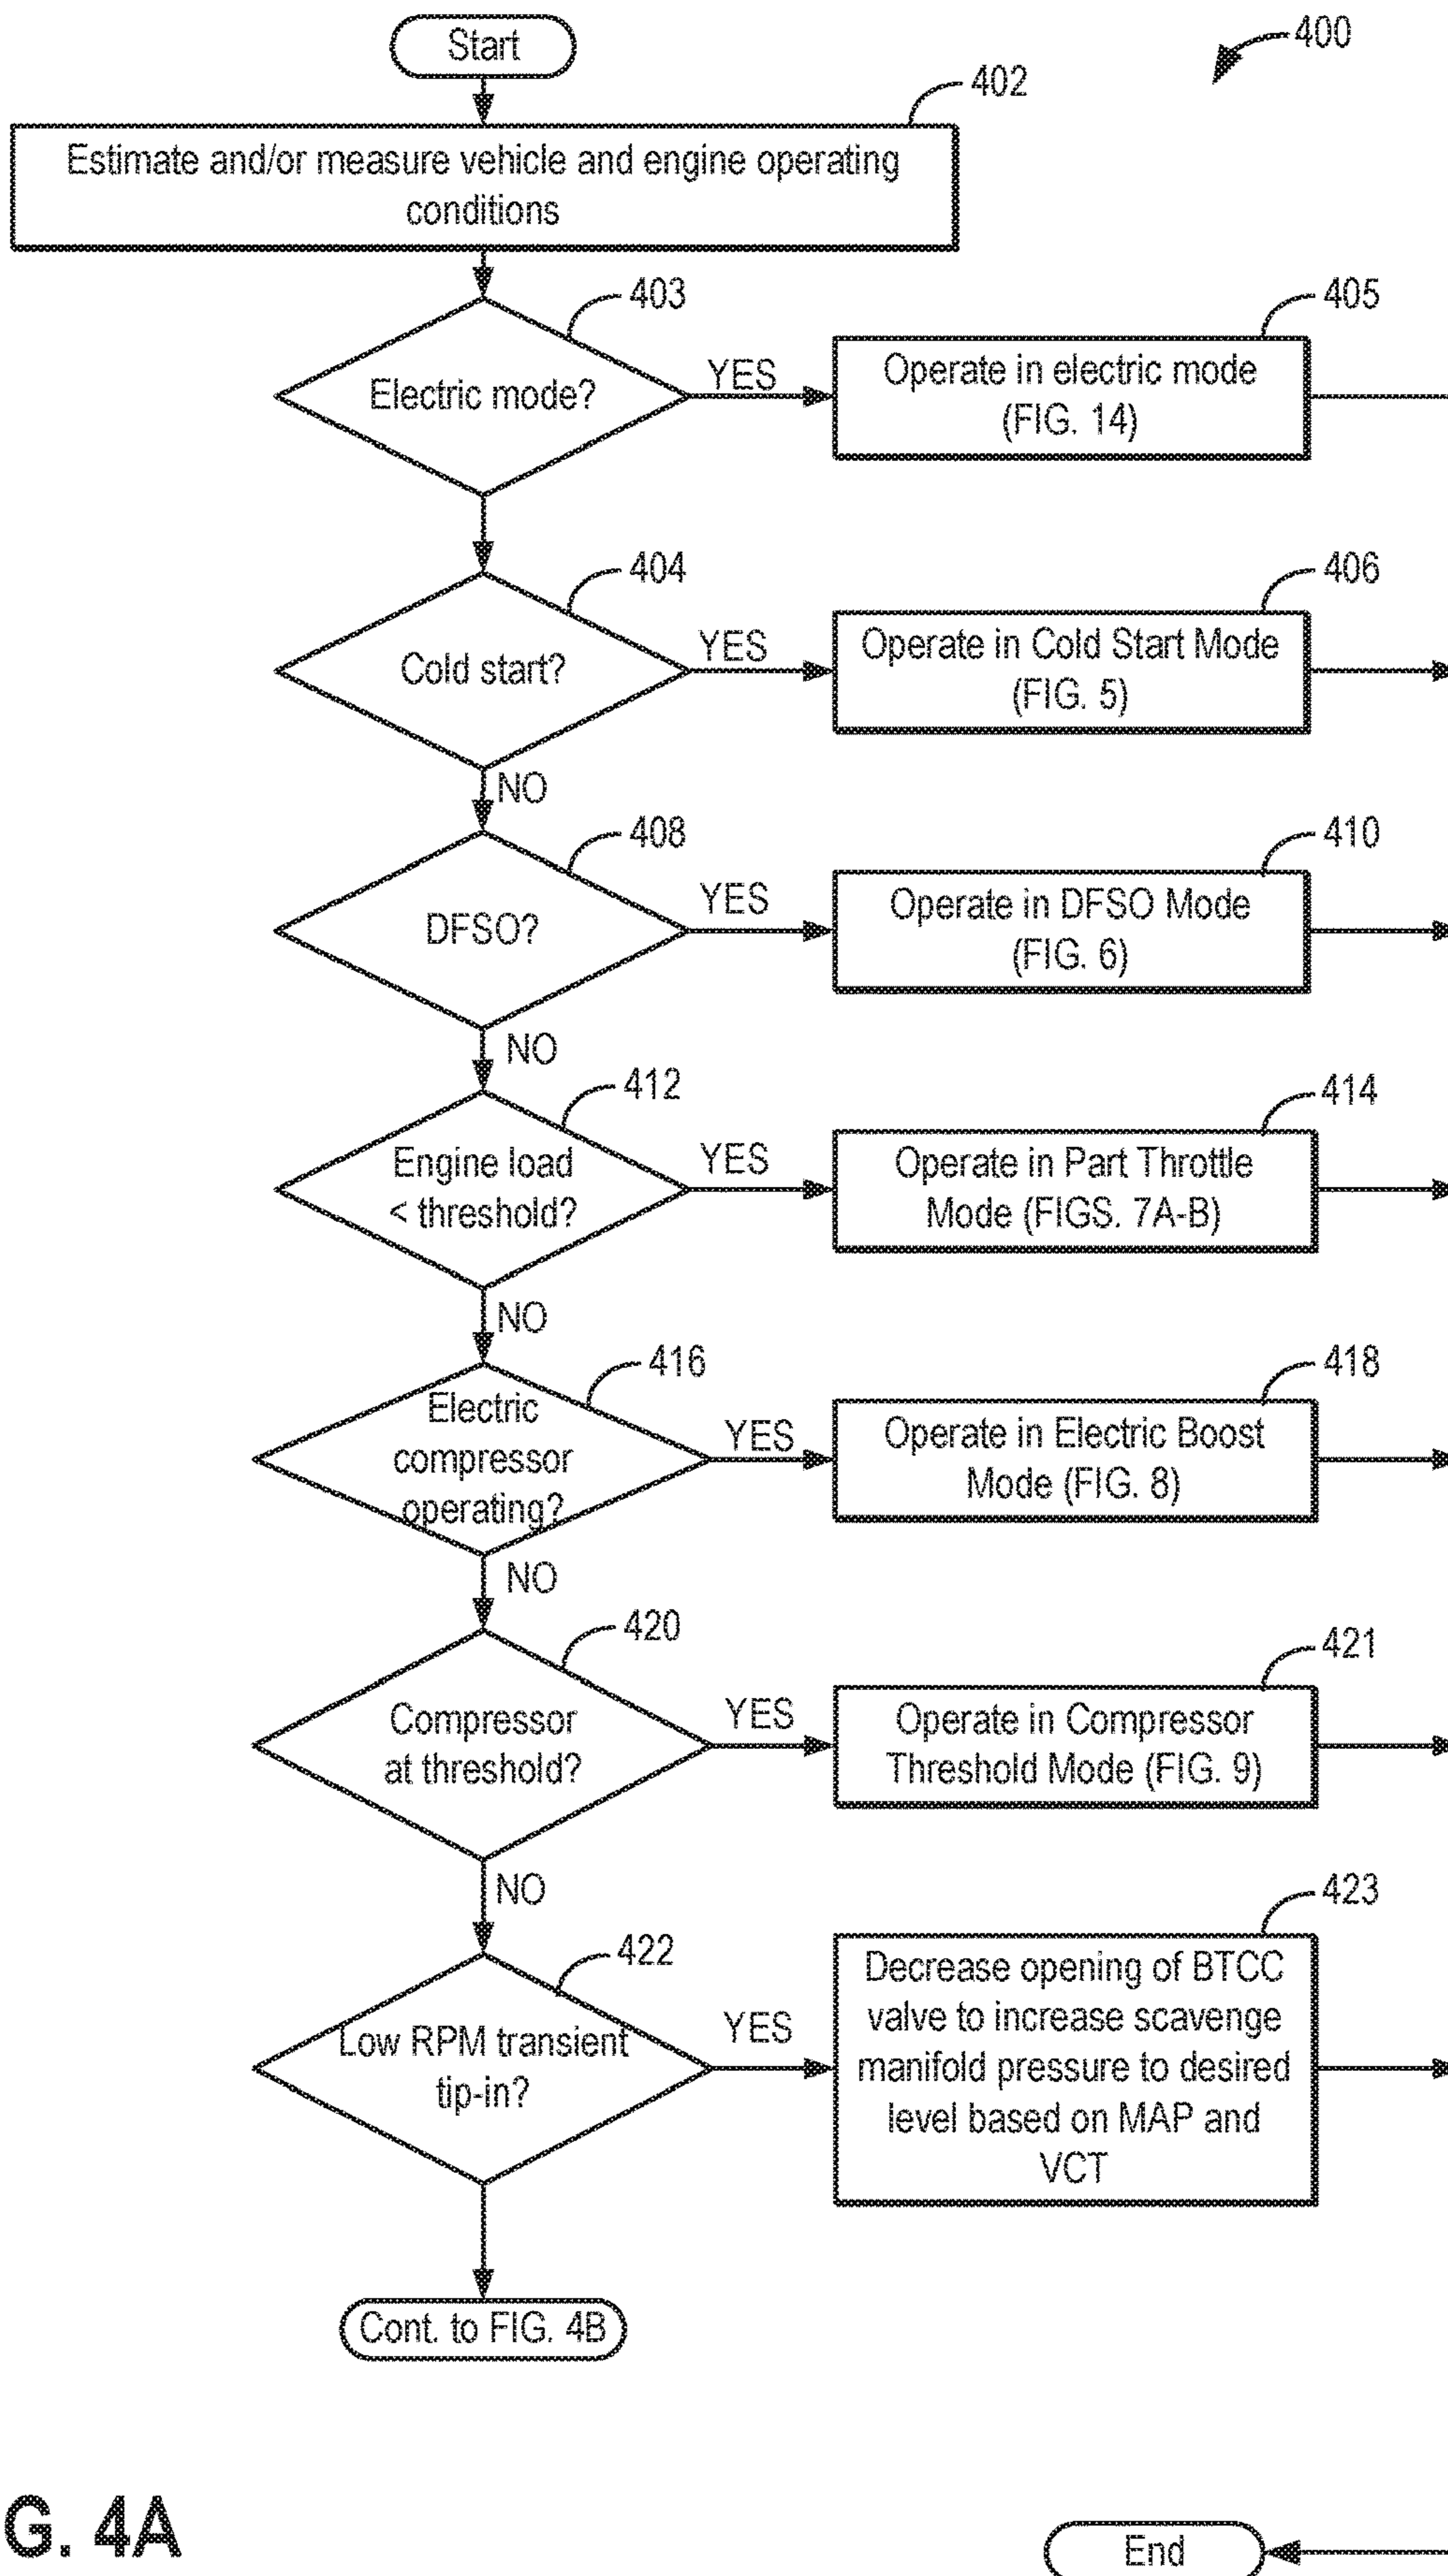 Start
400
402
Estimate and/or measure vehicle and engine operating
conditions
403
Electric mode?
YES
405
Operate in electric mode
(FIG. 14)
404
Cold start?
YES
NO
406
Operate in Cold Start Mode
(FIG. 5)
408
DFSO?
YES
NO
410
Operate in DFSO Mode
(FIG. 6)
412
Engine load
< threshold?
YES
NO
414
Operate in Part Throttle
Mode (FIGS. 7A-B)
416
Electric
compressor
operating?
YES
NO
418
Operate in Electric Boost
Mode (FIG. 8)
420
Compressor
at threshold?
YES
NO
421
Operate in Compressor
Threshold Mode (FIG. 9)
422
Low RPM transient
tip-in?
YES
423
Decrease opening of BTCC
valve to increase scavenge
manifold pressure to desired
level based on MAP and
VCT
Cont. to FIG. 4B
G. 4A
End